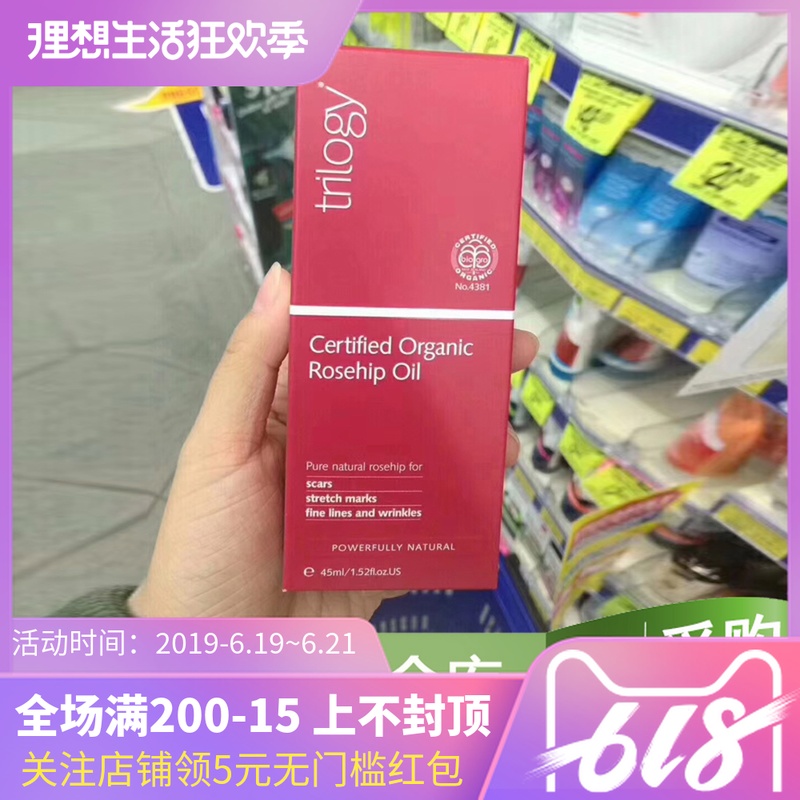 理想生活狂欢季
trilogy
CERTIFIED
biogro
ORGANIC
No.4381
Certified Organic
Rosehip Oil
Pure natural rosehip for
scars
stretch marks
fine lines and wrinkles
POWERFULLY NATURAL
e 45ml/1.52fl.oz.US
采购
活动时间：2019-6.19~6.21
全场满200-15 上不封顶
关注店铺领5元无门槛红包
618